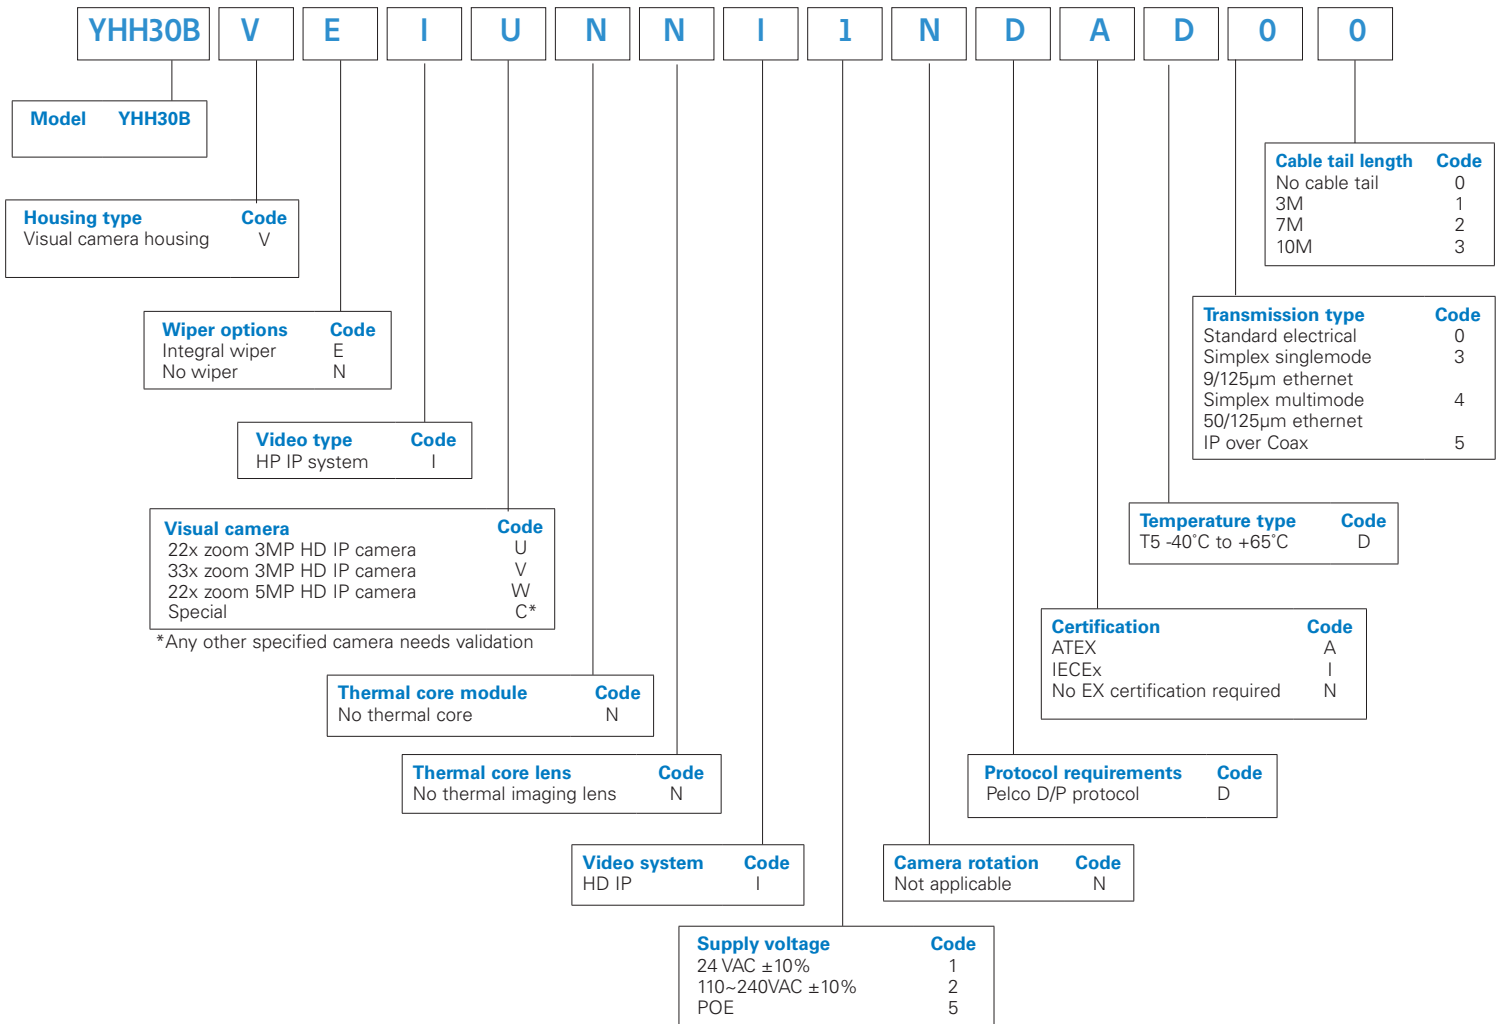 YHH30B V E I U N N I 1 N D A D 0 0
Model YHH30B
Housing type Code
Visual camera housing V
Wiper options Code
Integral wiper E
No wiper N
Video type Code
HP IP system I
Visual camera Code
22x zoom 3MP HD IP camera U
33x zoom 3MP HD IP camera V
22x zoom 5MP HD IP camera W
Special C*
*Any other specified camera needs validation
Thermal core module Code
No thermal core N
Thermal core lens Code
No thermal imaging lens N
Video system Code
HD IP I
Supply voltage Code
24 VAC ±10% 1
110~240VAC ±10% 2
POE 5
Camera rotation Code
Not applicable N
Protocol requirements Code
Pelco D/P protocol D
Certification Code
ATEX A
IECEx I
No EX certification required N
Temperature type Code
T5 -40˚C to +65˚C D
Transmission type Code
Standard electrical 0
Simplex singlemode 3
9/125µm ethernet
Simplex multimode 4
50/125µm ethernet
IP over Coax 5
Cable tail length Code
No cable tail 0
3M 1
7M 2
10M 3